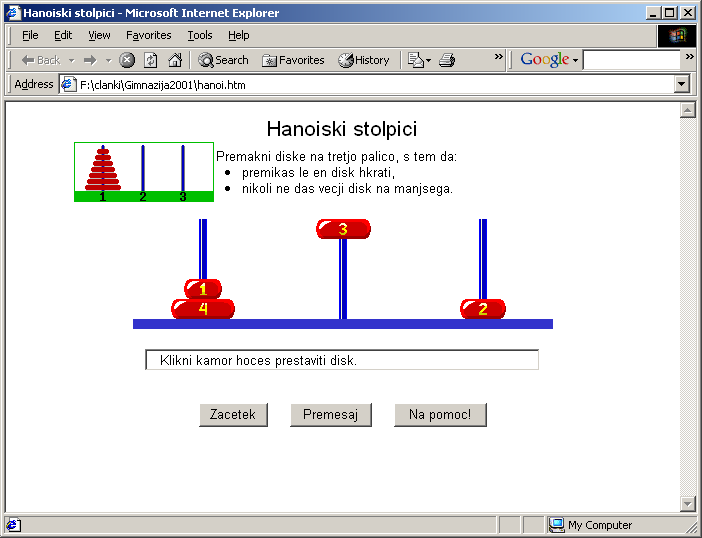 Hanoiski stolpici - Microsoft Internet Explorer
File Edit View Favorites Tools Help
Back Search Favorites History » Google »
Address F:\clanki\Gimnazija2001\hanoi.htm
Hanoiski stolpici
1 2 3
Premakni diske na tretjo palico, s tem da:
premikas le en disk hkrati,
nikoli ne das vecji disk na manjsega.
3
1
4 2
Klikni kamor hoces prestaviti disk.
Zacetek Premesaj Na pomoc!
My Computer